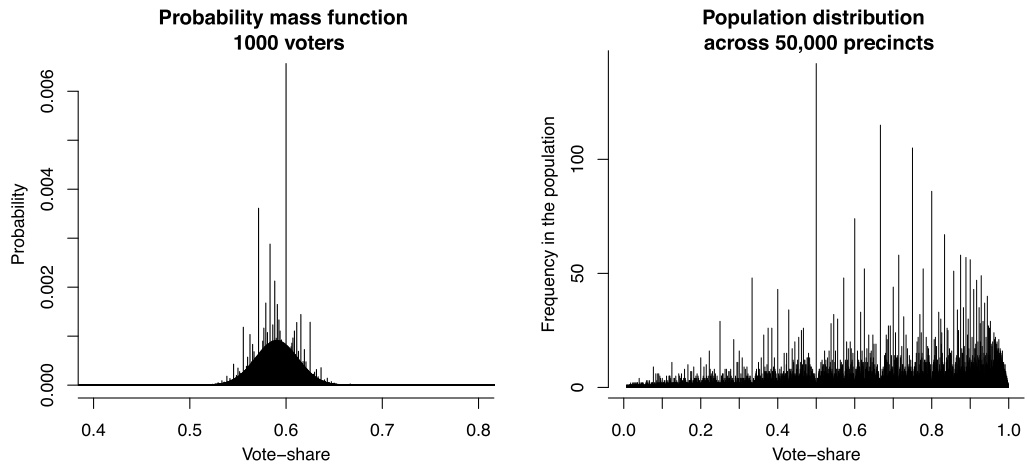 Probability mass function
1000 voters
Probability
0.000
0.002
0.004
0.006
0.4
0.5
0.6
0.7
0.8
Vote−share
Population distribution
across 50,000 precincts
Frequency in the population
0
50
100
0.0
0.2
0.4
0.6
0.8
1.0
Vote−share